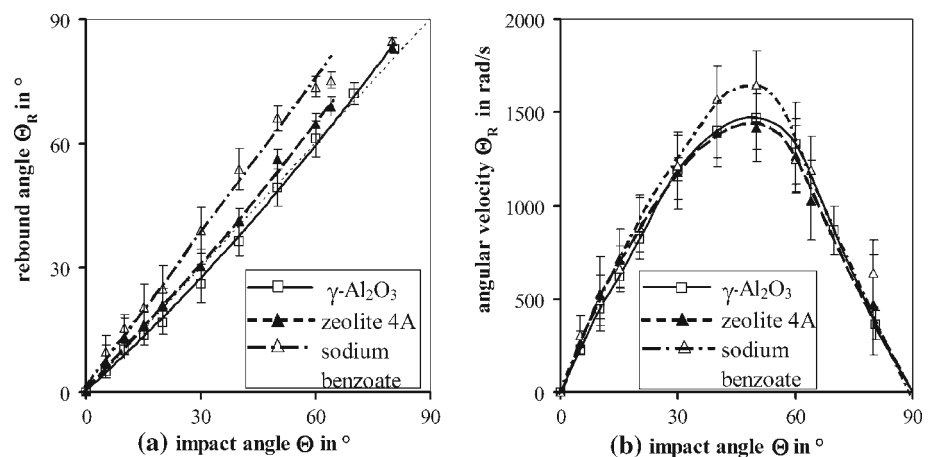 90
60
30
0
rebound angle Θ_R in °
γ-Al₂O₃
zeolite 4A
sodium
benzoate
0 30 60 90
(a) impact angle Θ in °
2000
1500
1000
500
0
angular velocity Θ_R in rad/s
γ-Al₂O₃
zeolite 4A
sodium
benzoate
0 30 60 90
(b) impact angle Θ in °